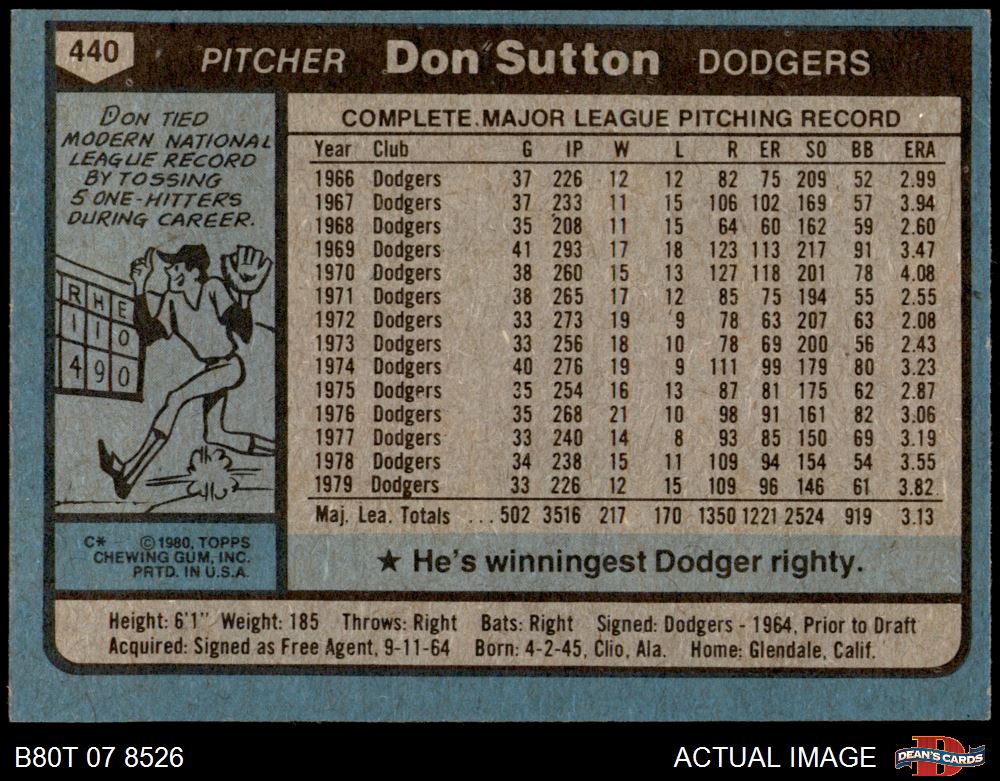 440 PITCHER Don Sutton DODGERS
DON TIED
MODERN NATIONAL
LEAGUE RECORD
BY TOSSING
5 ONE-HITTERS
DURING CAREER.
R H E
1 1 0
4 9 0
C* ©1980, TOPPS
CHEWING GUM, INC.
PRTD. IN U.S.A.
COMPLETE MAJOR LEAGUE PITCHING RECORD
Year Club G IP W L R ER SO BB ERA
1966 Dodgers 37 226 12 12 82 75 209 52 2.99
1967 Dodgers 37 233 11 15 106 102 169 57 3.94
1968 Dodgers 35 208 11 15 64 60 162 59 2.60
1969 Dodgers 41 293 17 18 123 113 217 91 3.47
1970 Dodgers 38 260 15 13 127 118 201 78 4.08
1971 Dodgers 38 265 17 12 85 75 194 55 2.55
1972 Dodgers 33 273 19 9 78 63 207 63 2.08
1973 Dodgers 33 256 18 10 78 69 200 56 2.43
1974 Dodgers 40 276 19 9 111 99 179 80 3.23
1975 Dodgers 35 254 16 13 87 81 175 62 2.87
1976 Dodgers 35 268 21 10 98 91 161 82 3.06
1977 Dodgers 33 240 14 8 93 85 150 69 3.19
1978 Dodgers 34 238 15 11 109 94 154 54 3.55
1979 Dodgers 33 226 12 15 109 96 146 61 3.82
Maj. Lea. Totals ... 502 3516 217 170 1350 1221 2524 919 3.13
★ He's winningest Dodger righty.
Height: 6'1" Weight: 185 Throws: Right Bats: Right Signed: Dodgers - 1964, Prior to Draft
Acquired: Signed as Free Agent, 9-11-64 Born: 4-2-45, Clio, Ala. Home: Glendale, Calif.
B80T 07 8526 ACTUAL IMAGE D DEAN'S CARDS